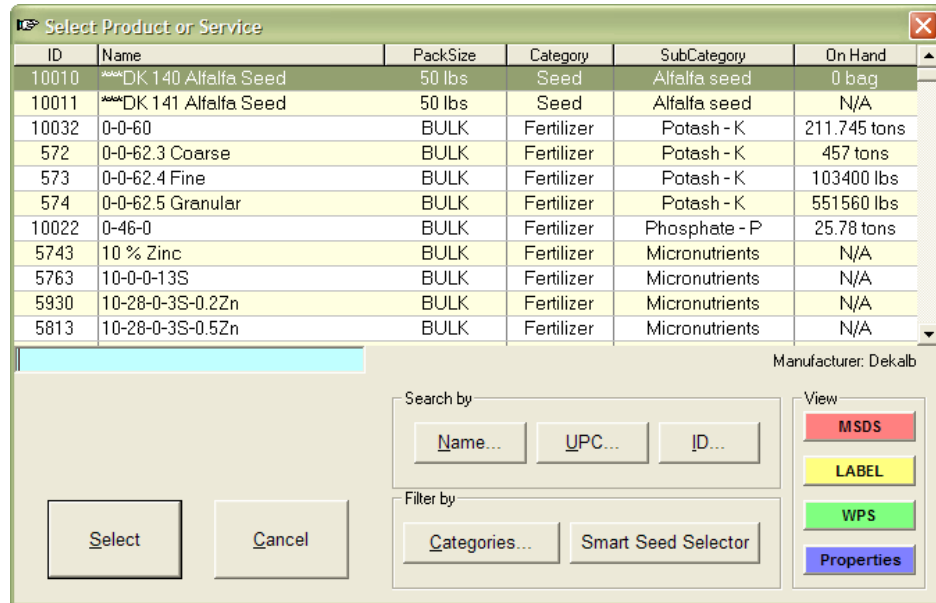 Select Product or Service
ID Name PackSize Category SubCategory On Hand
10010 ***DK 140 Alfalfa Seed 50 lbs Seed Alfalfa seed 0 bag
10011 ***DK 141 Alfalfa Seed 50 lbs Seed Alfalfa seed N/A
10032 0-0-60 BULK Fertilizer Potash - K 211.745 tons
572 0-0-62.3 Coarse BULK Fertilizer Potash - K 457 tons
573 0-0-62.4 Fine BULK Fertilizer Potash - K 103400 lbs
574 0-0-62.5 Granular BULK Fertilizer Potash - K 551560 lbs
10022 0-46-0 BULK Fertilizer Phosphate - P 25.78 tons
5743 10 % Zinc BULK Fertilizer Micronutrients N/A
5763 10-0-0-13S BULK Fertilizer Micronutrients N/A
5930 10-28-0-3S-0.2Zn BULK Fertilizer Micronutrients N/A
5813 10-28-0-3S-0.5Zn BULK Fertilizer Micronutrients N/A
Manufacturer: Dekalb
Search by
Name... UPC... ID...
Filter by
Categories... Smart Seed Selector
Select Cancel
View
MSDS
LABEL
WPS
Properties